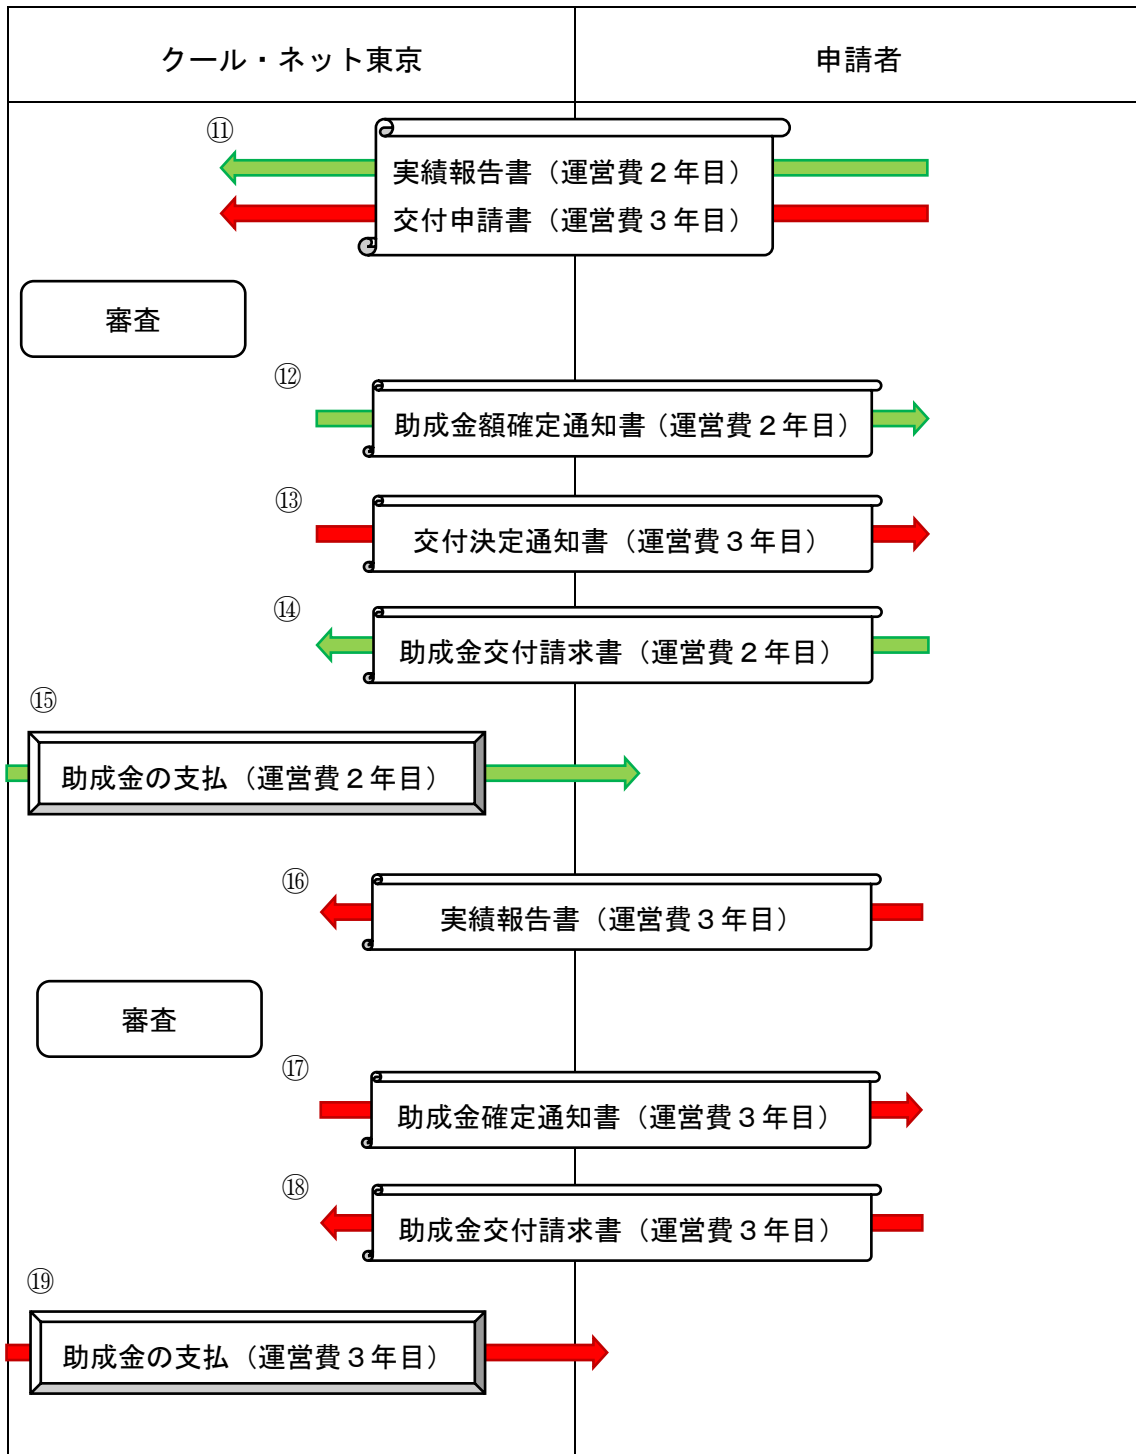 クール・ネット東京
申請者
⑪
実績報告書（運営費２年目）
交付申請書（運営費３年目）
審査
⑫
助成金額確定通知書（運営費２年目）
⑬
交付決定通知書（運営費３年目）
⑭
助成金交付請求書（運営費２年目）
⑮
助成金の支払（運営費２年目）
⑯
実績報告書（運営費３年目）
審査
⑰
助成金確定通知書（運営費３年目）
⑱
助成金交付請求書（運営費３年目）
⑲
助成金の支払（運営費３年目）